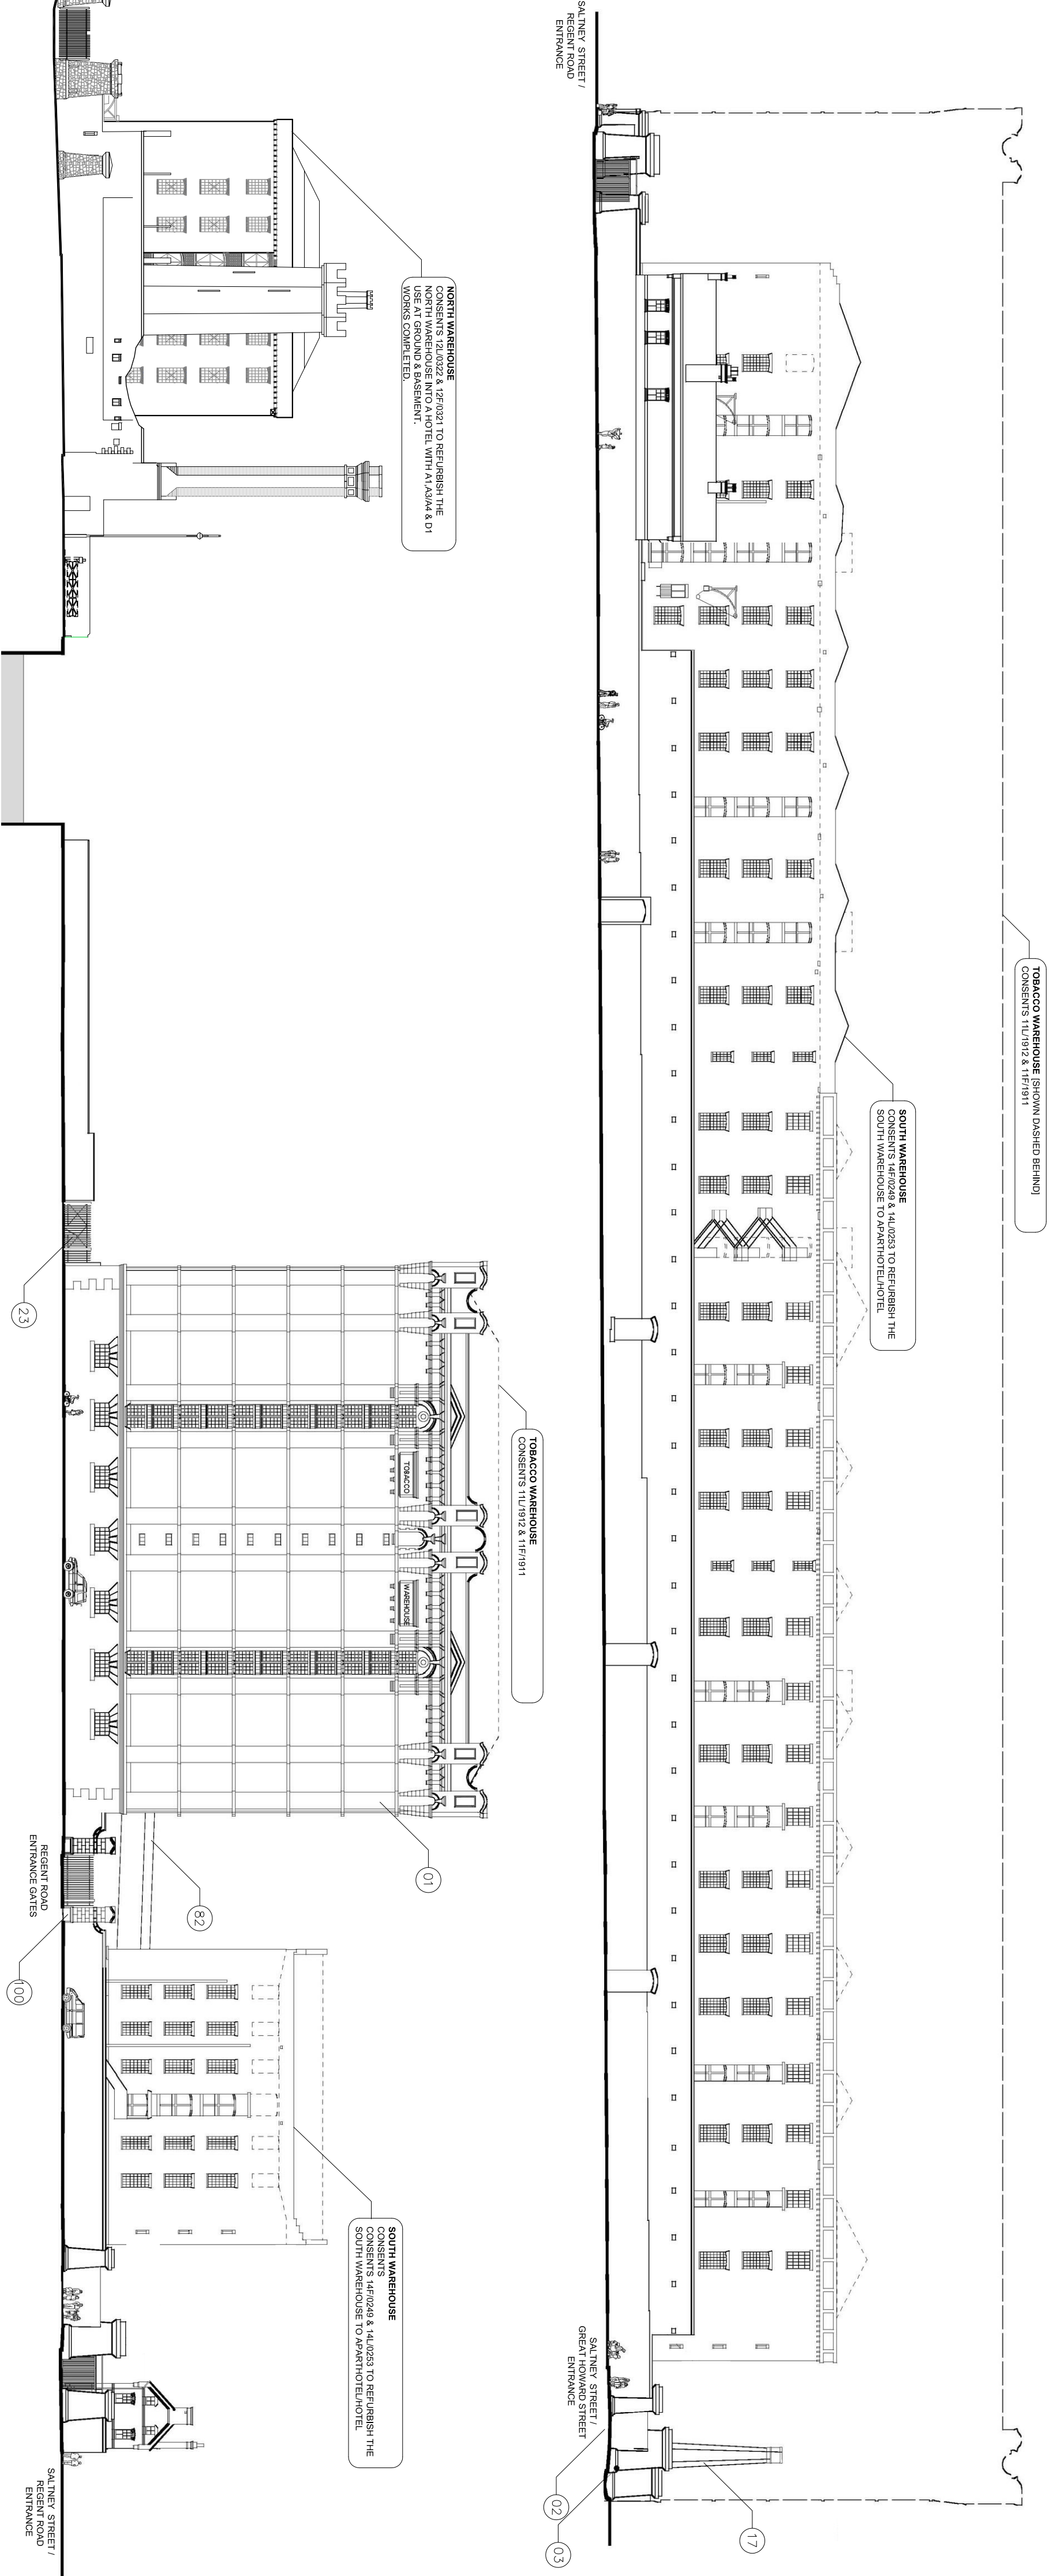 TOBACCO WAREHOUSE [SHOWN DASHED BEHIND]
CONSENTS 11L/1912 & 11F/1911
SOUTH WAREHOUSE
CONSENTS 14F/0249 & 14L/0253 TO REFURBISH THE
SOUTH WAREHOUSE TO APARTHOTEL/HOTEL
SALTNEY STREET /
REGENT ROAD
ENTRANCE
SALTNEY STREET /
GREAT HOWARD STREET
ENTRANCE
17
02
03
NORTH WAREHOUSE
CONSENTS 12L/0322 & 12F/0321 TO REFURBISH THE
NORTH WAREHOUSE INTO A HOTEL WITH A1,A3/A4 & D1
USE AT GROUND & BASEMENT.
WORKS COMPLETED.
TOBACCO WAREHOUSE
CONSENTS 11L/1912 & 11F/1911
TOBACCO
WAREHOUSE
01
82
23
REGENT ROAD
ENTRANCE GATES
100
SOUTH WAREHOUSE
CONSENTS
CONSENTS 14F/0249 & 14L/0253 TO REFURBISH THE
SOUTH WAREHOUSE TO APARTHOTEL/HOTEL
SALTNEY STREET /
REGENT ROAD
ENTRANCE